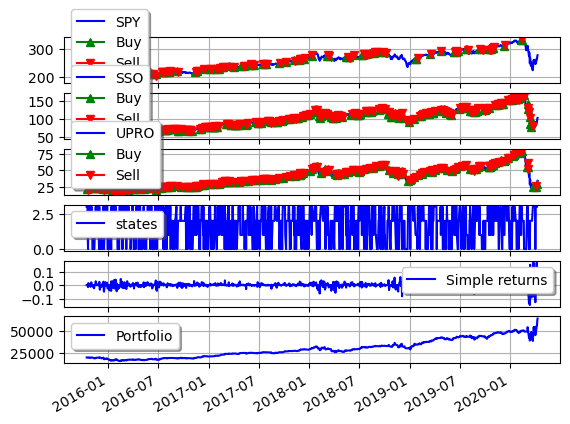 SPY
Buy
Sell
300
200
SSO
Buy
Sell
150
100
50
UPRO
Buy
Sell
75
50
25
states
2.5
0.0
Simple returns
0.1
0.0
−0.1
Portfolio
50000
25000
2016-01 2016-07 2017-01 2017-07 2018-01 2018-07 2019-01 2019-07 2020-01